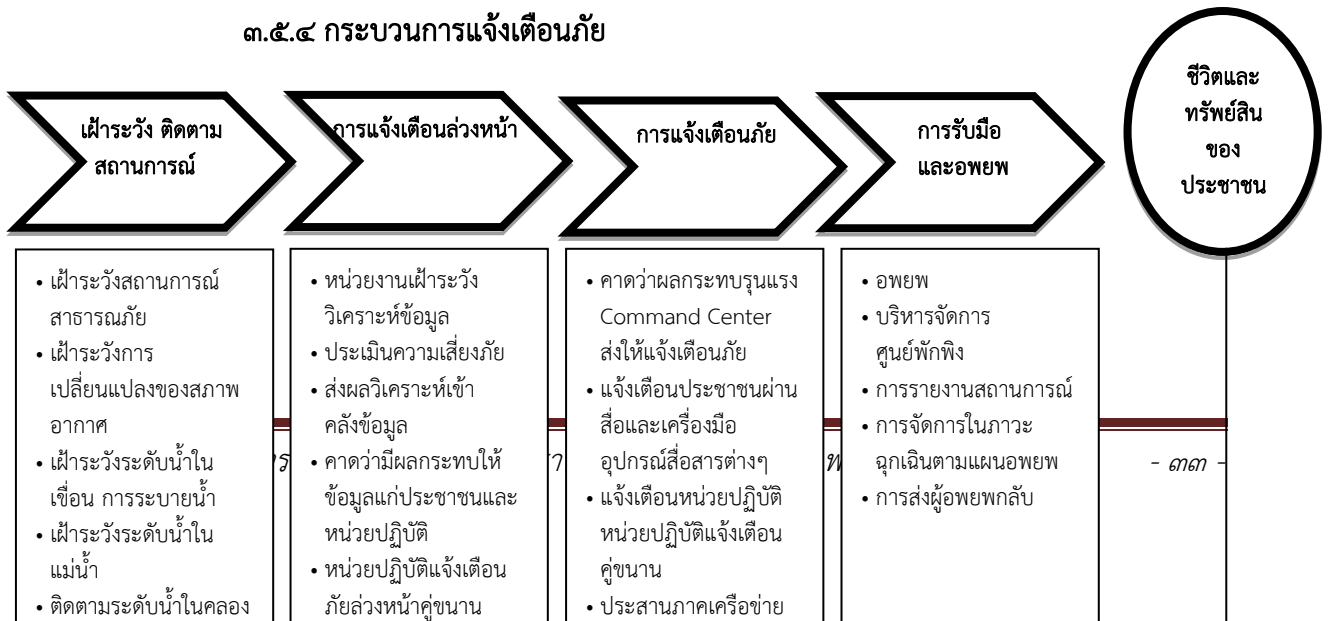 ๓.๕.๔ กระบวนการแจ้งเตือนภัย
เฝ้าระวัง ติดตาม
สถานการณ์
การแจ้งเตือนล่วงหน้า
การแจ้งเตือนภัย
การรับมือ
และอพยพ
ชีวิตและ
ทรัพย์สิน
ของ
ประชาชน
• เฝ้าระวังสถานการณ์
สาธารณภัย
• เฝ้าระวังการ
เปลี่ยนแปลงของสภาพ
อากาศ
• เฝ้าระวังระดับน้ำใน
เขื่อน การระบายน้ำ
• เฝ้าระวังระดับน้ำใน
แม่น้ำ
• ติดตามระดับน้ำในคลอง
• หน่วยงานเฝ้าระวัง
วิเคราะห์ข้อมูล
• ประเมินความเสี่ยงภัย
• ส่งผลวิเคราะห์เข้า
คลังข้อมูล
• คาดว่ามีผลกระทบให้
ข้อมูลแก่ประชาชนและ
หน่วยปฏิบัติ
• หน่วยปฏิบัติแจ้งเตือน
ภัยล่วงหน้าคู่ขนาน
• คาดว่าผลกระทบรุนแรง
Command Center
ส่งให้แจ้งเตือนภัย
• แจ้งเตือนประชาชนผ่าน
สื่อและเครื่องมือ
อุปกรณ์สื่อสารต่างๆ
• แจ้งเตือนหน่วยปฏิบัติ
หน่วยปฏิบัติแจ้งเตือน
คู่ขนาน
• ประสานภาคเครือข่าย
• อพยพ
• บริหารจัดการ
ศูนย์พักพิง
• การรายงานสถานการณ์
• การจัดการในภาวะ
ฉุกเฉินตามแผนอพยพ
• การส่งผู้อพยพกลับ
- ๓๓ -